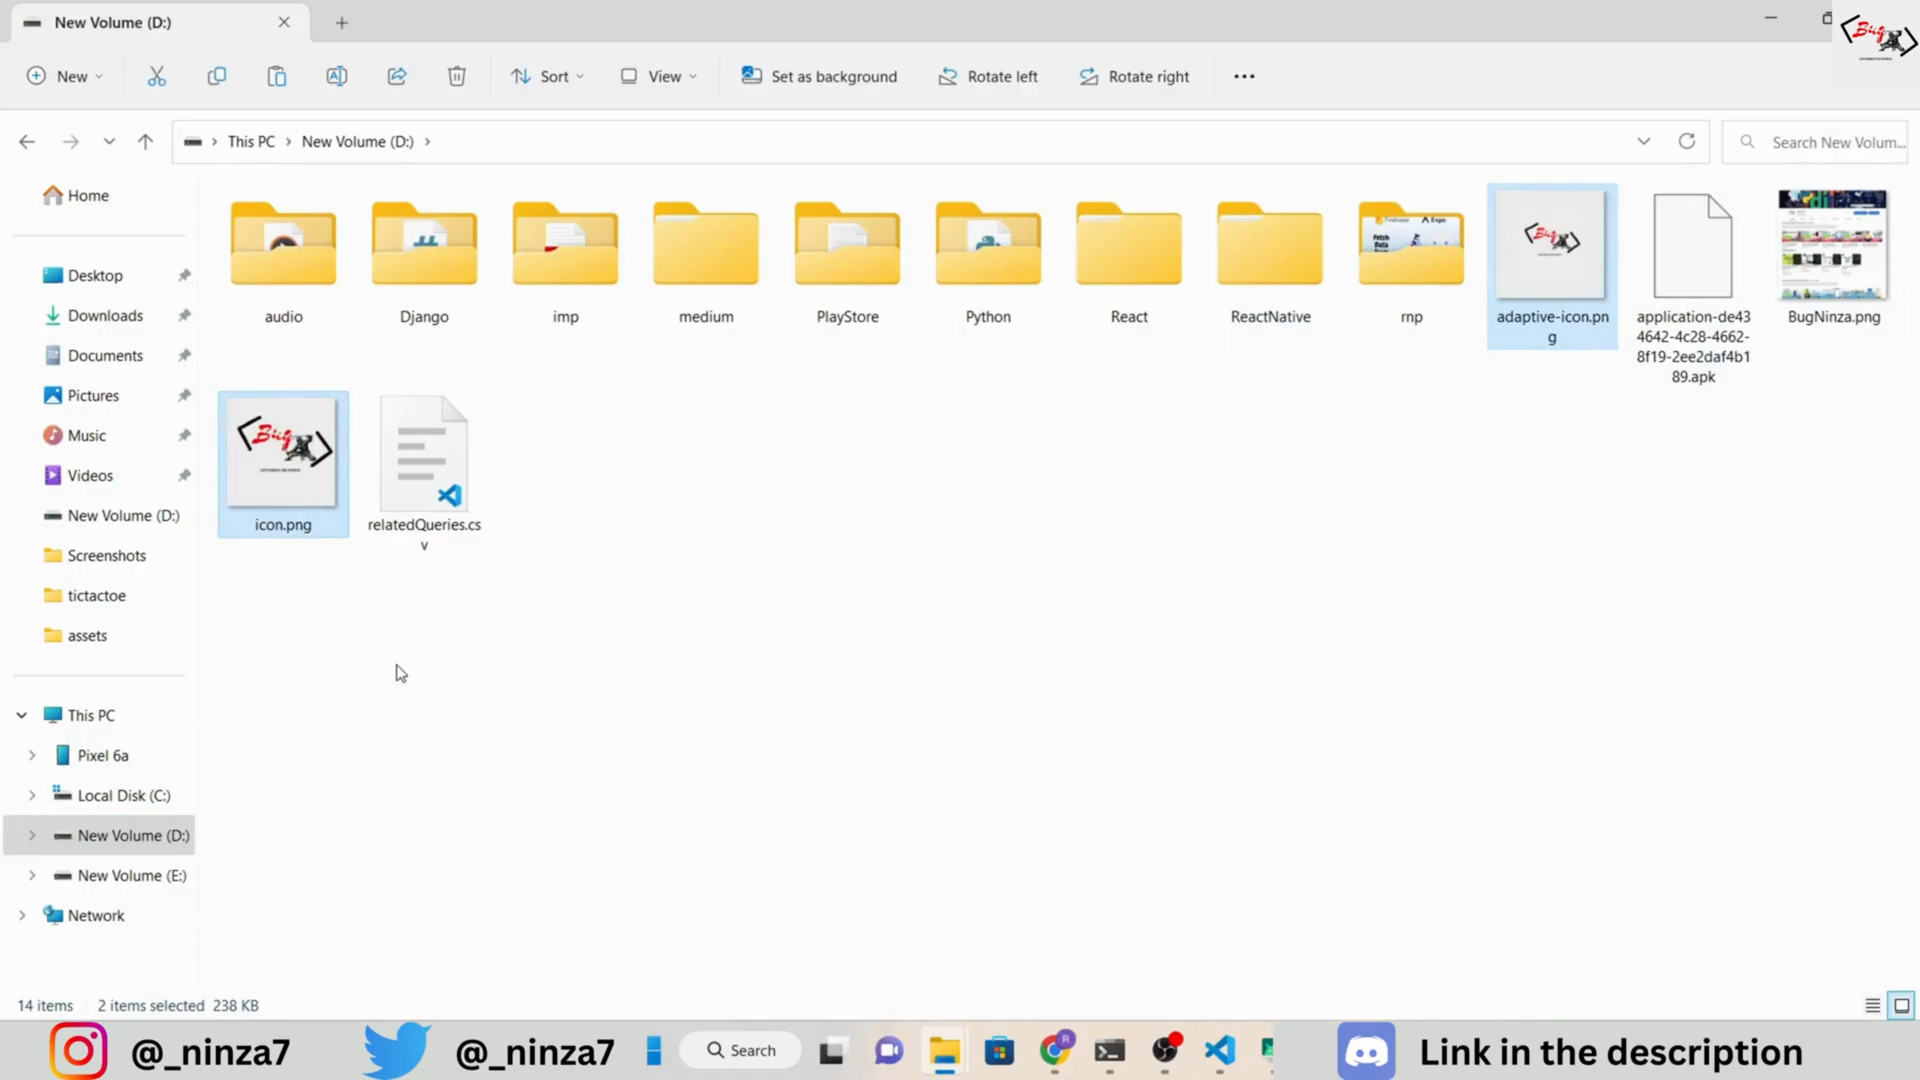 New Volume (D:)
New
Sort
View
Set as background
Rotate left
Rotate right
This PC
New Volume (D:)
Search New Volum...
Home
Desktop
Downloads
Documents
Pictures
Music
Videos
New Volume (D:)
Screenshots
tictactoe
assets
This PC
Pixel 6a
Local Disk (C:)
New Volume (D:)
New Volume (E:)
Network
audio
Django
imp
medium
PlayStore
Python
React
ReactNative
rnp
adaptive-icon.pn
g
application-de43
4642-4c28-4662-
8f19-2ee2daf4b1
89.apk
BugNinza.png
icon.png
relatedQueries.cs
v
14 items
2 items selected 238 KB
@_ninza7
@_ninza7
Search
Link in the description
Bug